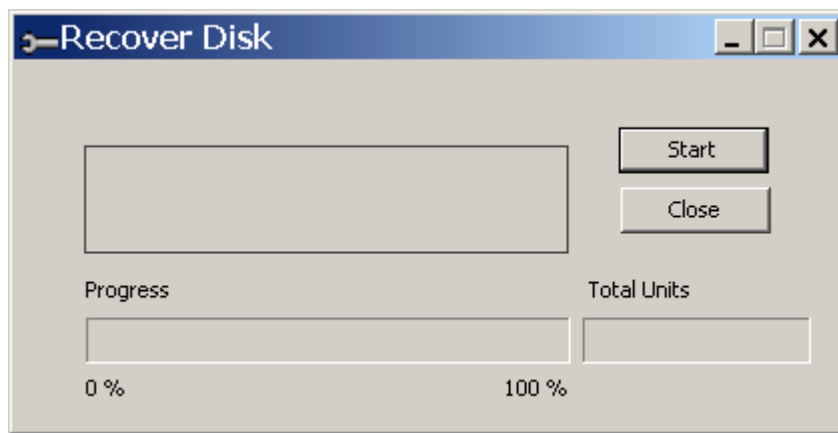 Recover Disk
Start
Close
Progress
Total Units
0 %
100 %